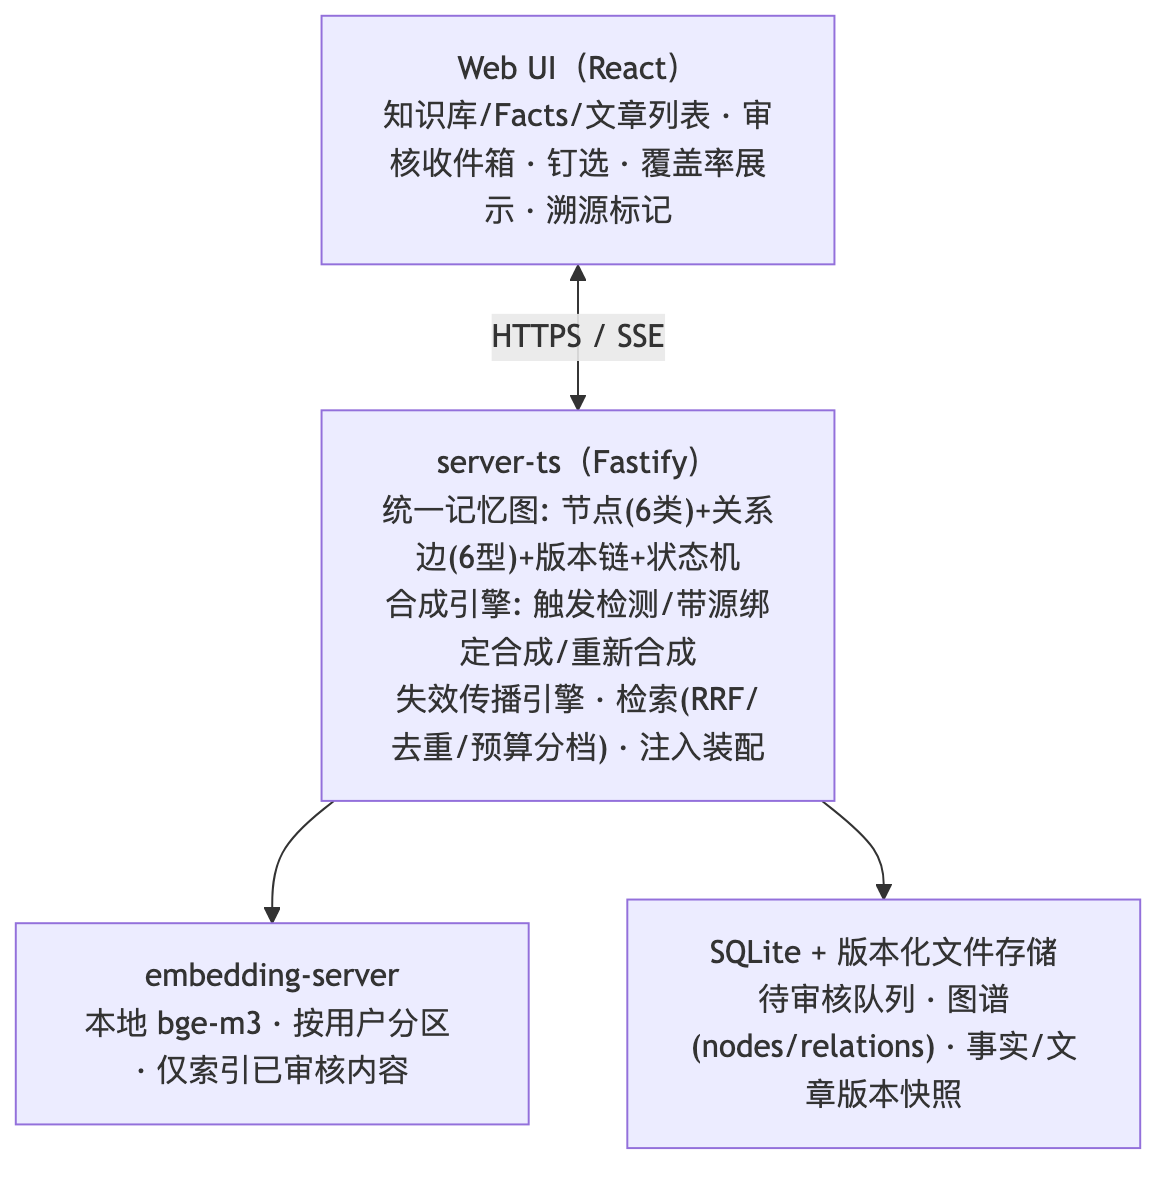 Web UI（React）
知识库/Facts/文章列表 · 审
核收件箱 · 钉选 · 覆盖率展
示 · 溯源标记
HTTPS / SSE
server-ts（Fastify）
统一记忆图: 节点(6类)+关系
边(6型)+版本链+状态机
合成引擎: 触发检测/带源绑
定合成/重新合成
失效传播引擎 · 检索(RRF/
去重/预算分档) · 注入装配
embedding-server
本地 bge-m3 · 按用户分区
· 仅索引已审核内容
SQLite + 版本化文件存储
待审核队列 · 图谱
(nodes/relations) · 事实/文
章版本快照